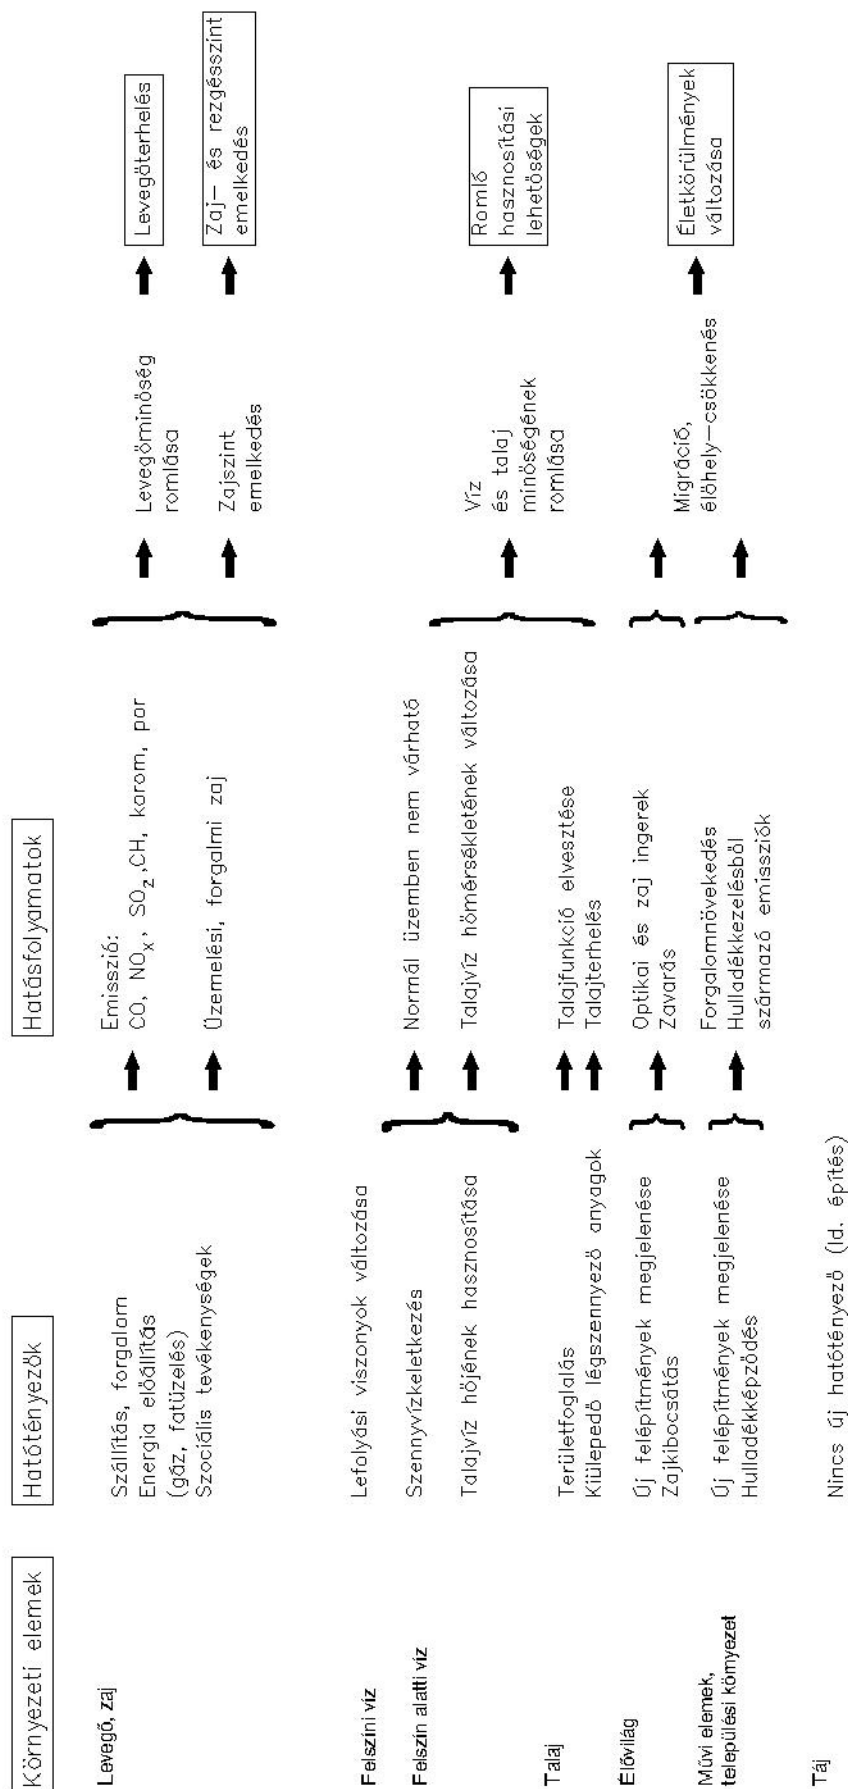 Környezeti elemek
Hatótényezők
Hatásfolyamatok
Levegő, zaj
Szállítás, forgalom
Energia előállítás
(gáz, fatüzelés)
Szociális tevékenységek
Emisszió:
CO, NOX, SO2,CH, korom, por
Üzemelési, forgalmi zaj
Levegőminőség
romlása
Zajszint
emelkedés
Levegőterhelés
Zaj— és rezgésszint
emelkedés
Felszíni víz
Lefolyási viszonyok változása
Felszín alatti víz
Szennyvízkeletkezés
Talajvíz hőjének hasznosítása
Normál üzemben nem várható
Talajvíz hőmérsékletének változása
Víz
és talaj
minőségének
romlása
Romló
hasznosítási
lehetőségek
Talaj
Területfoglalás
Kiülepedő légszennyező anyagok
Talajfunkció elvesztése
Talajterhelés
Élővilág
Új felépítmények megjelenése
Zajkibocsátás
Optikai és zaj ingerek
Zavarás
Migráció,
élőhely—csökkenés
Életkörülmények
változása
Művi elemek,
települési környezet
Új felépítmények megjelenése
Hulladékképződés
Forgalomnövekedés
Hulladékkezelésből
származó emissziók
Táj
Nincs új hatótényező (ld. építés)